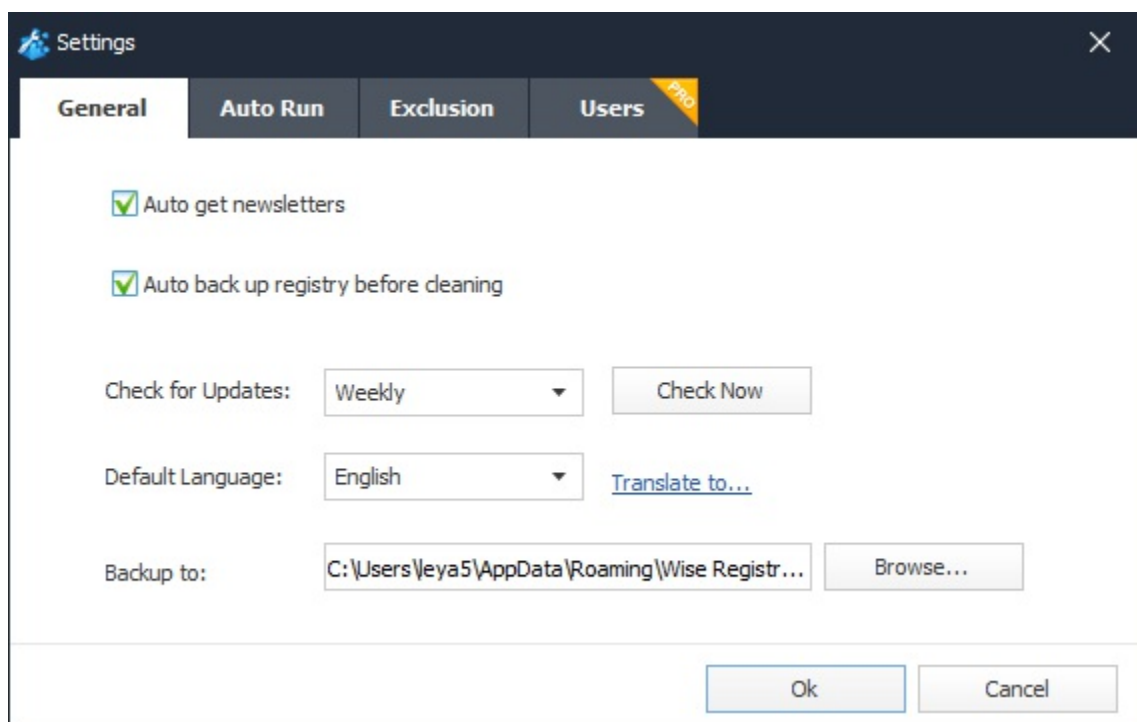 Settings
General Auto Run Exclusion Users PRO
Auto get newsletters
Auto back up registry before cleaning
Check for Updates: Weekly Check Now
Default Language: English Translate to...
Backup to: C:\Users\leya5\AppData\Roaming\Wise Registr... Browse...
Ok Cancel